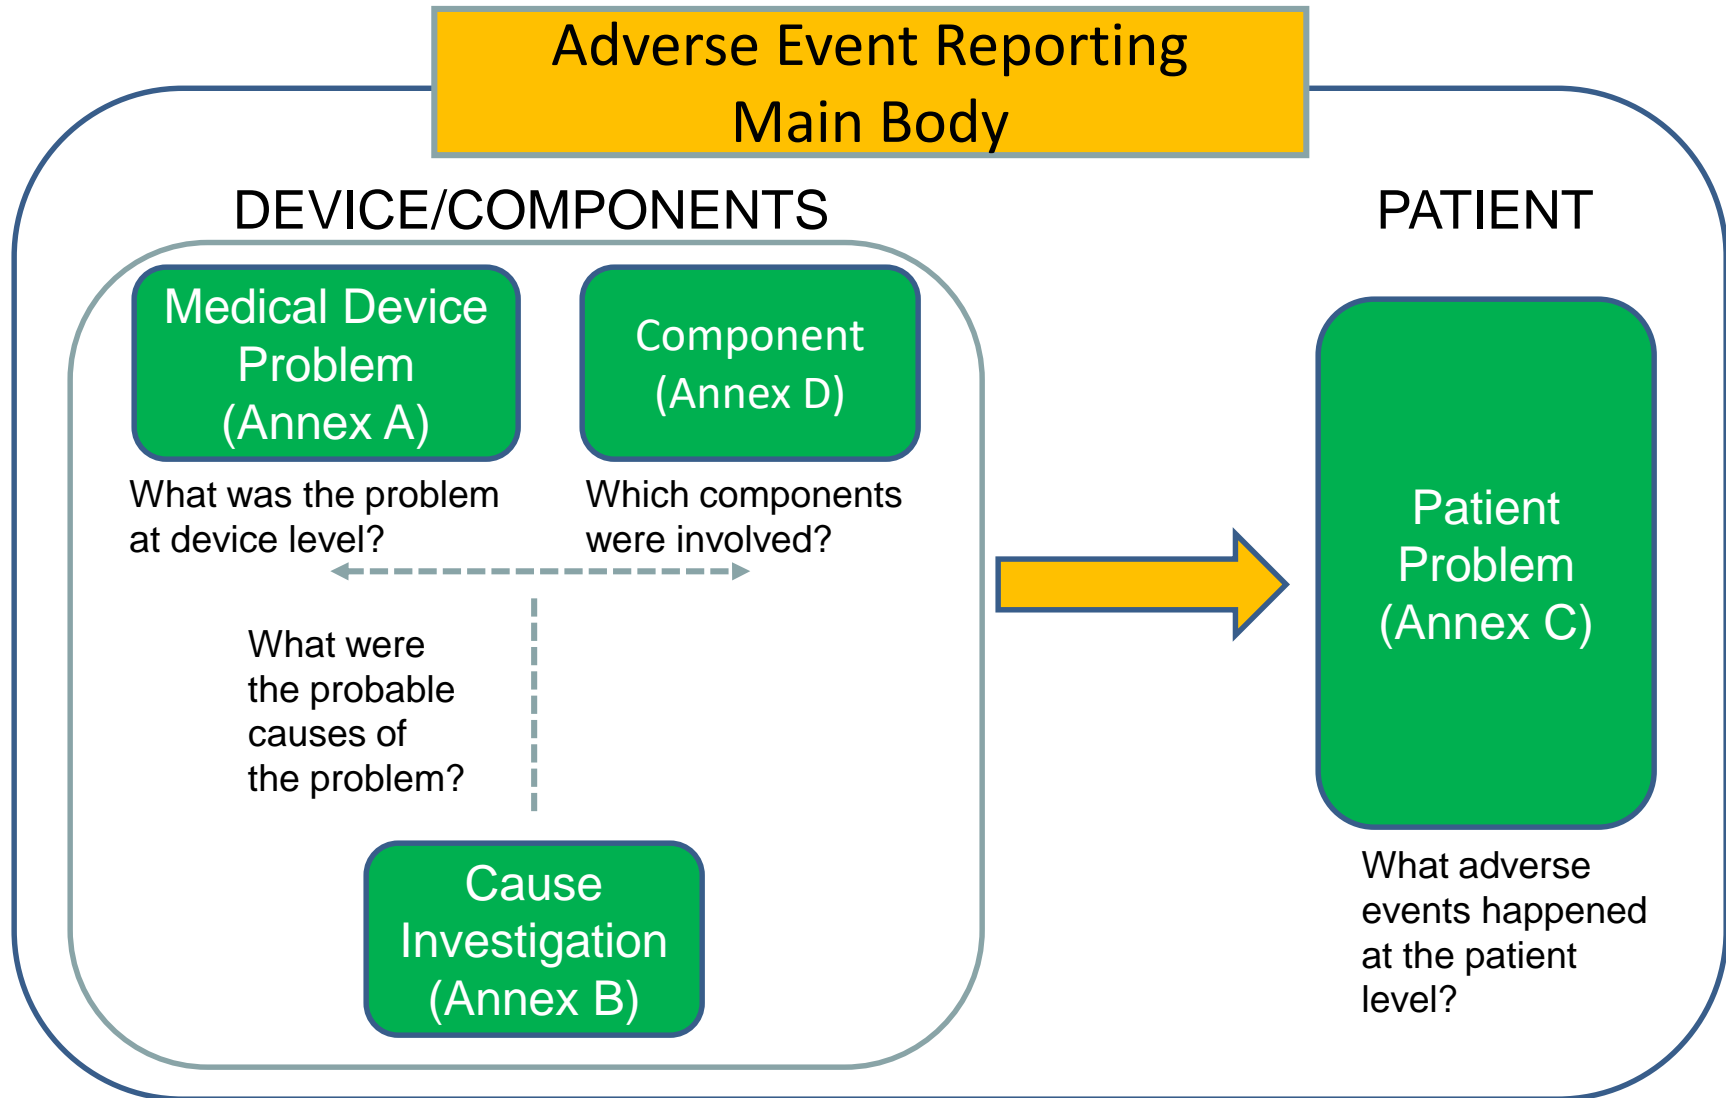 Adverse Event Reporting
Main Body
DEVICE/COMPONENTS
PATIENT
Medical Device
Problem
(Annex A)
Component
(Annex D)
What was the problem
at device level?
Which components
were involved?
What were
the probable
causes of
the problem?
Cause
Investigation
(Annex B)
Patient
Problem
(Annex C)
What adverse
events happened
at the patient
level?